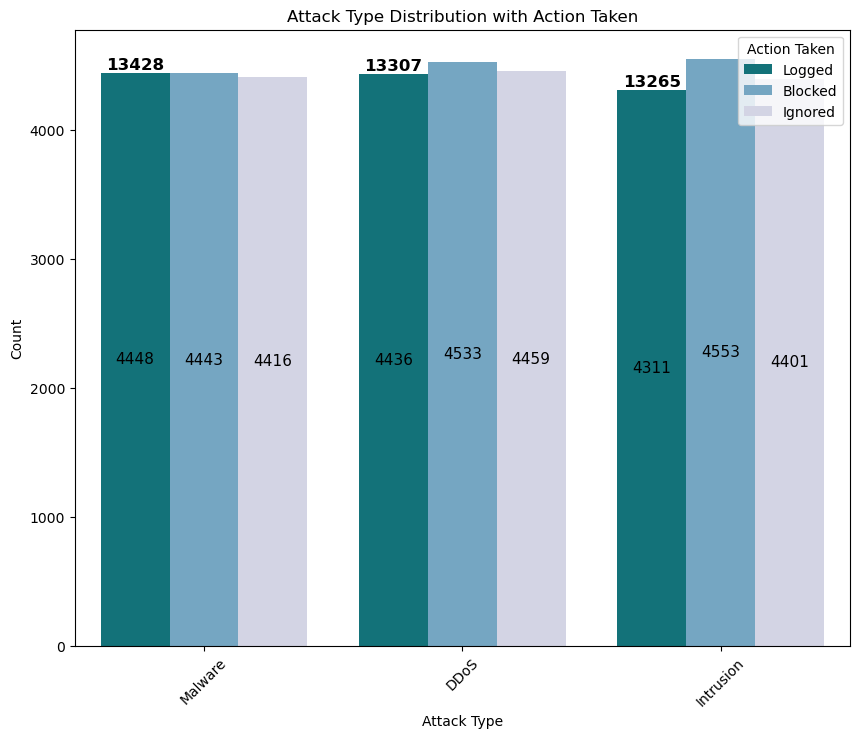 Attack Type Distribution with Action Taken
Action Taken
Logged
Blocked
Ignored
13428
13307
13265
4448
4443
4416
4436
4533
4459
4311
4553
4401
Count
4000
3000
2000
1000
0
Malware
DDoS
Intrusion
Attack Type